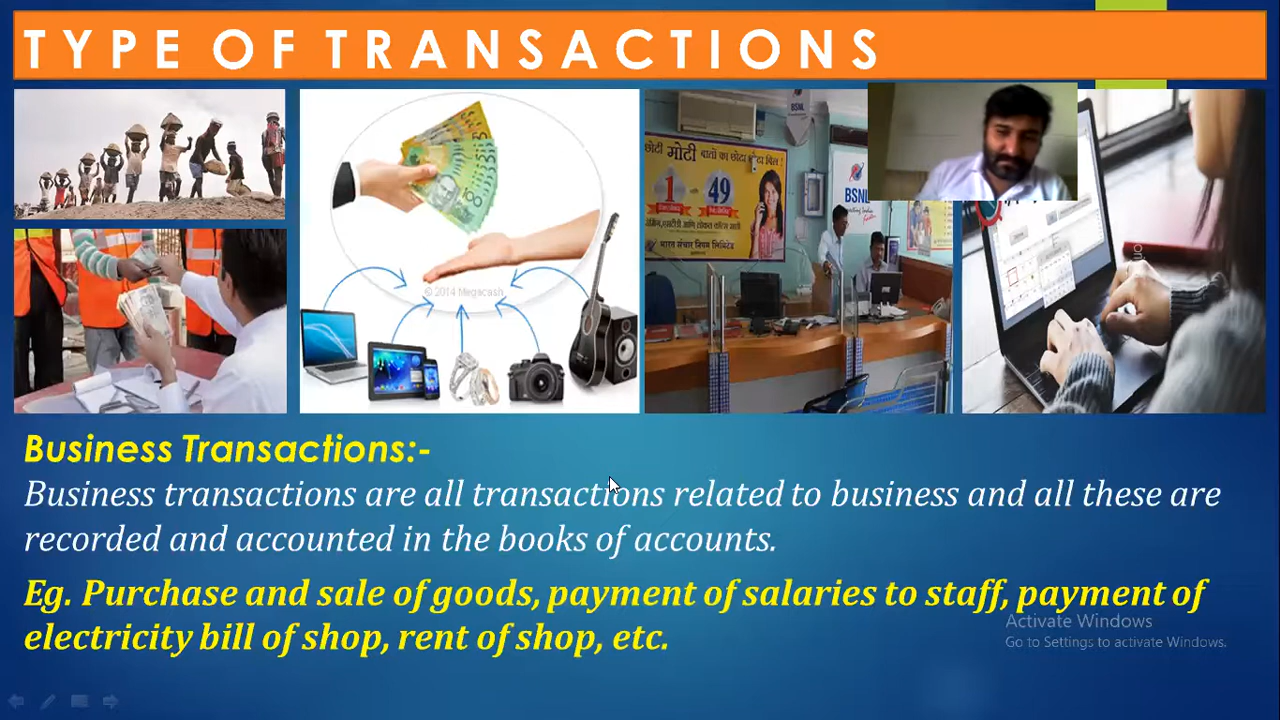 TYPE OF TRANSACTIONS
© 2014 Megacash
BSNL
छोटी मोटी बातों का छोटा बिल !
1 49
BSNL
भारत संचार निगम लिमिटेड
Business Transactions:-
Business transactions are all transactions related to business and all these are
recorded and accounted in the books of accounts.
Eg. Purchase and sale of goods, payment of salaries to staff, payment of
electricity bill of shop, rent of shop, etc.
Activate Windows
Go to Settings to activate Windows.